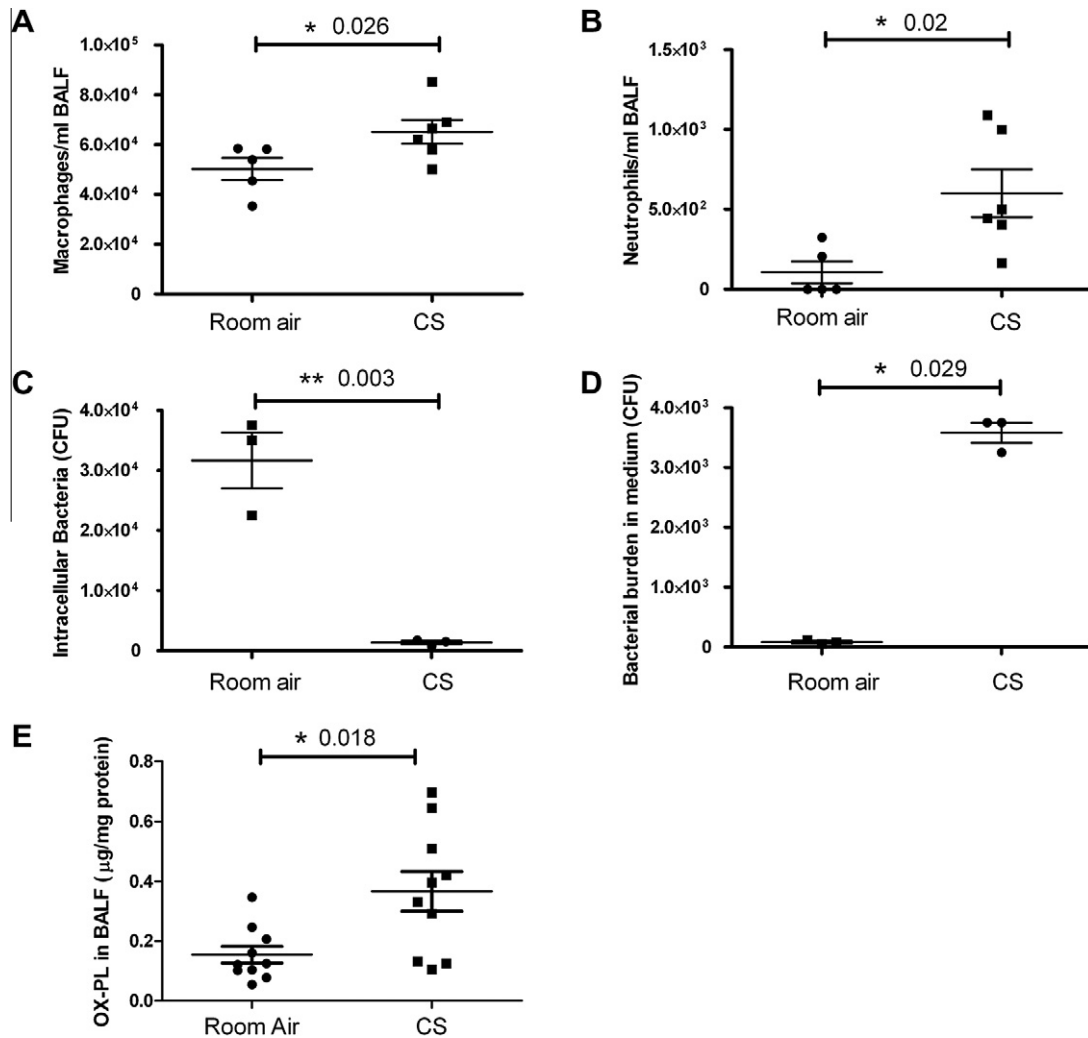 A
* 0.026
Macrophages/ml BALF
1.0×10⁵
8.0×10⁴
6.0×10⁴
4.0×10⁴
2.0×10⁴
0
Room air
CS
B
* 0.02
Neutrophils/ml BALF
1.5×10³
1.0×10³
5.0×10²
0
Room air
CS
C
** 0.003
Intracellular Bacteria (CFU)
4.0×10⁴
3.0×10⁴
2.0×10⁴
1.0×10⁴
0
Room air
CS
D
* 0.029
Bacterial burden in medium (CFU)
4.0×10³
3.0×10³
2.0×10³
1.0×10³
0
Room air
CS
E
* 0.018
OX-PL in BALF (µg/mg protein)
0.8
0.6
0.4
0.2
0.0
Room Air
CS